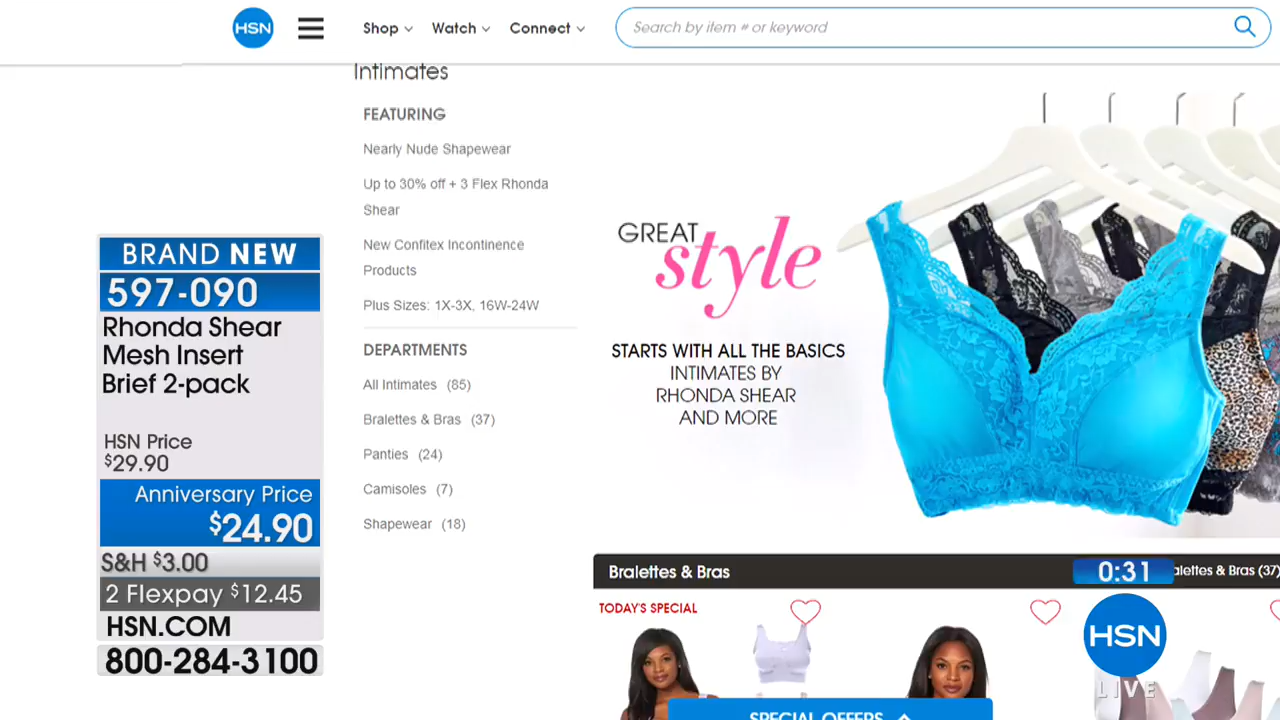 HSN
Shop
Watch
Connect
Search by item # or keyword
Intimates
FEATURING
Nearly Nude Shapewear
Up to 30% off + 3 Flex Rhonda
Shear
New Confitex Incontinence
Products
Plus Sizes: 1X-3X, 16W-24W
DEPARTMENTS
All Intimates (85)
Bralettes & Bras (37)
Panties (24)
Camisoles (7)
Shapewear (18)
BRAND NEW
597-090
Rhonda Shear
Mesh Insert
Brief 2-pack
HSN Price
$29.90
Anniversary Price
$24.90
S&H $3.00
2 Flexpay $12.45
HSN.COM
800-284-3100
GREAT
style
STARTS WITH ALL THE BASICS
INTIMATES BY
RHONDA SHEAR
AND MORE
Bralettes & Bras
0:31
alettes & Bras (37)
TODAY'S SPECIAL
HSN
LIVE
SPECIAL OFFERS